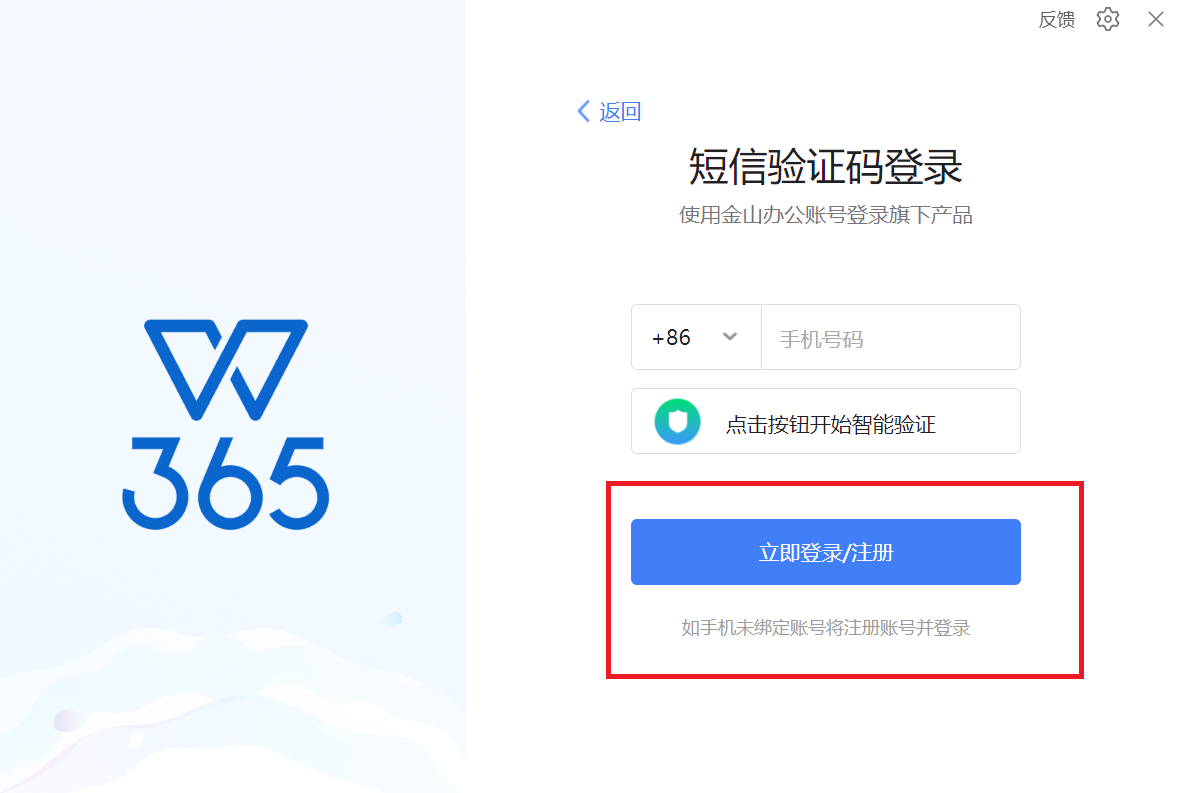 反馈
返回
短信验证码登录
使用金山办公账号登录旗下产品
+86 手机号码
点击按钮开始智能验证
W
365
立即登录/注册
如手机未绑定账号将注册账号并登录